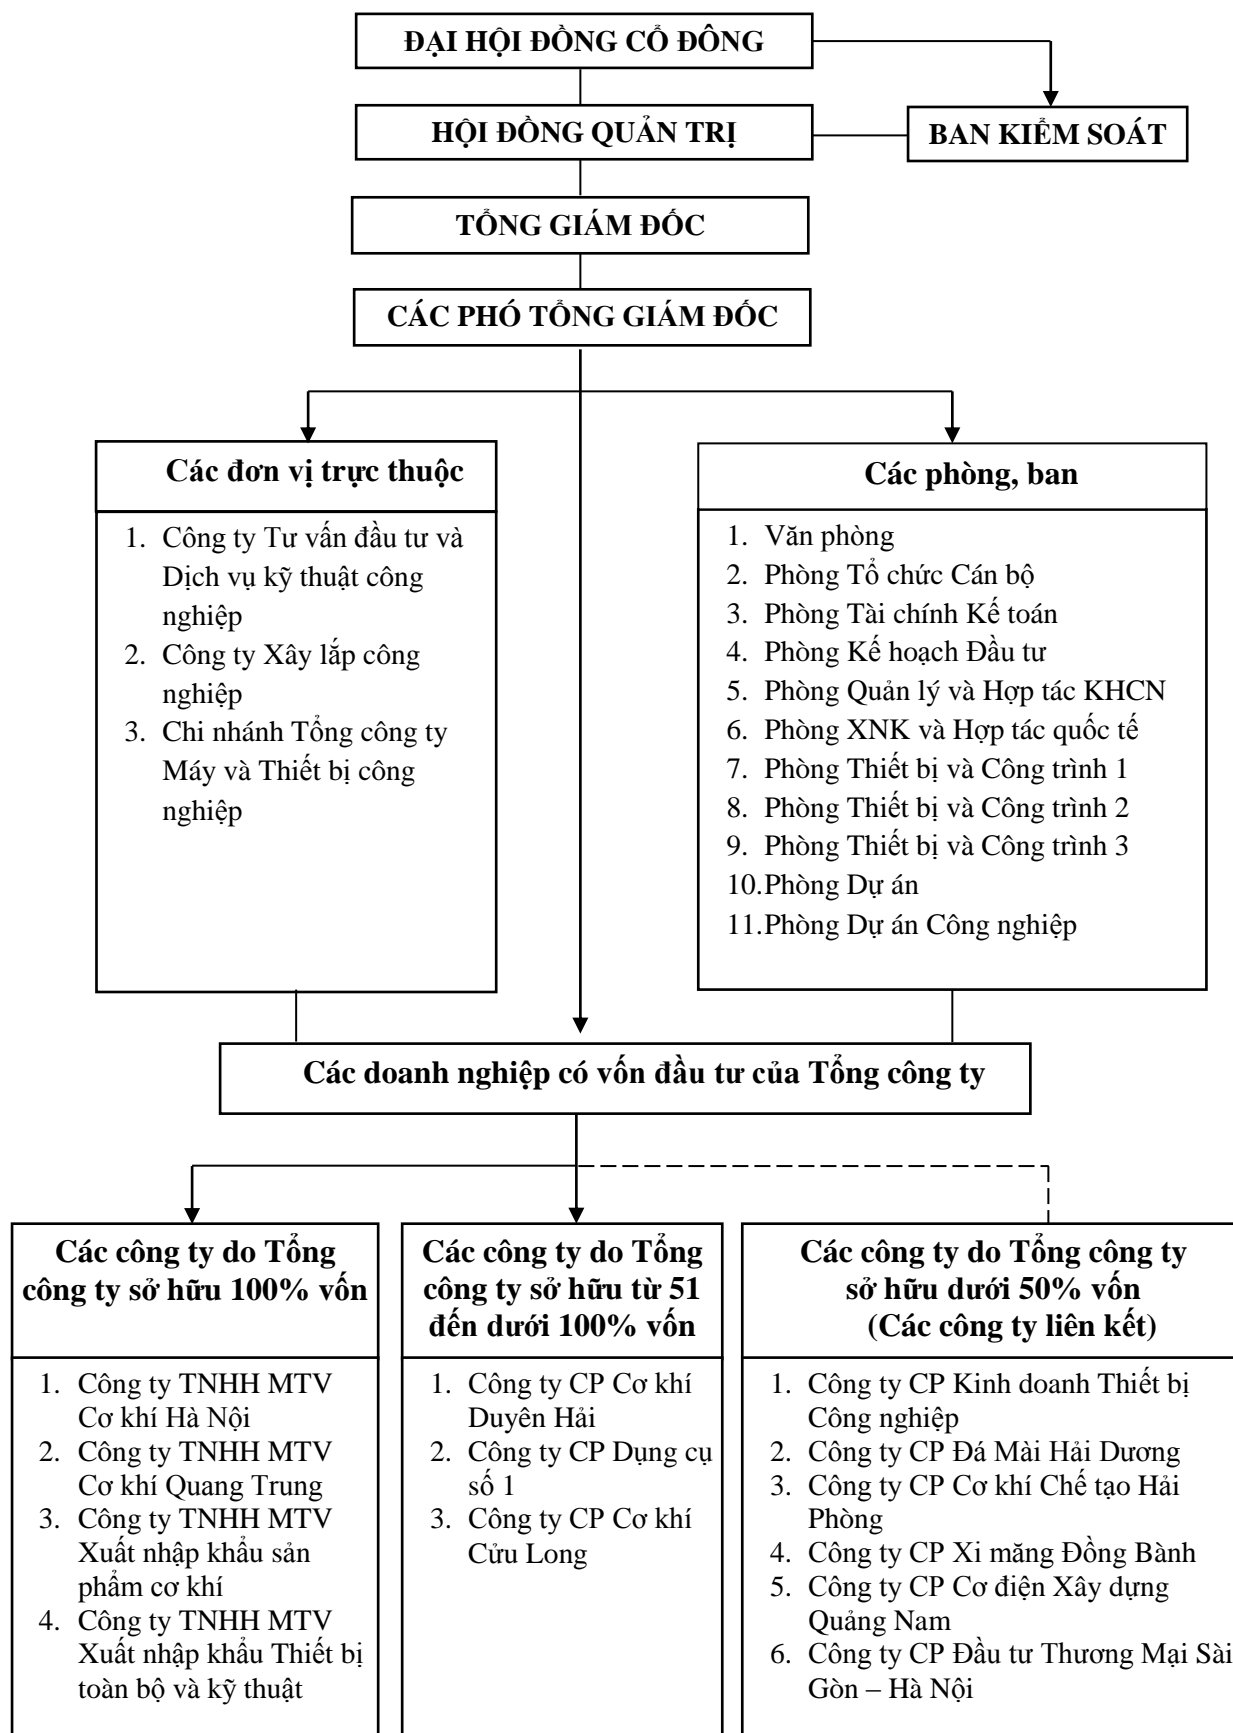 ĐẠI HỘI ĐỒNG CỔ ĐÔNG
HỘI ĐỒNG QUẢN TRỊ
BAN KIỂM SOÁT
TỔNG GIÁM ĐỐC
CÁC PHÓ TỔNG GIÁM ĐỐC
Các đơn vị trực thuộc
1. Công ty Tư vấn đầu tư và
Dịch vụ kỹ thuật công
nghiệp
2. Công ty Xây lắp công
nghiệp
3. Chi nhánh Tổng công ty
Máy và Thiết bị công
nghiệp
Các phòng, ban
1. Văn phòng
2. Phòng Tổ chức Cán bộ
3. Phòng Tài chính Kế toán
4. Phòng Kế hoạch Đầu tư
5. Phòng Quản lý và Hợp tác KHCN
6. Phòng XNK và Hợp tác quốc tế
7. Phòng Thiết bị và Công trình 1
8. Phòng Thiết bị và Công trình 2
9. Phòng Thiết bị và Công trình 3
10.Phòng Dự án
11.Phòng Dự án Công nghiệp
Các doanh nghiệp có vốn đầu tư của Tổng công ty
Các công ty do Tổng
công ty sở hữu 100% vốn
1. Công ty TNHH MTV
Cơ khí Hà Nội
2. Công ty TNHH MTV
Cơ khí Quang Trung
3. Công ty TNHH MTV
Xuất nhập khẩu sản
phẩm cơ khí
4. Công ty TNHH MTV
Xuất nhập khẩu Thiết bị
toàn bộ và kỹ thuật
Các công ty do Tổng
công ty sở hữu từ 51
đến dưới 100% vốn
1. Công ty CP Cơ khí
Duyên Hải
2. Công ty CP Dụng cụ
số 1
3. Công ty CP Cơ khí
Cửu Long
Các công ty do Tổng công ty
sở hữu dưới 50% vốn
(Các công ty liên kết)
1. Công ty CP Kinh doanh Thiết bị
Công nghiệp
2. Công ty CP Đá Mài Hải Dương
3. Công ty CP Cơ khí Chế tạo Hải
Phòng
4. Công ty CP Xi măng Đồng Bành
5. Công ty CP Cơ điện Xây dựng
Quảng Nam
6. Công ty CP Đầu tư Thương Mại Sài
Gòn – Hà Nội